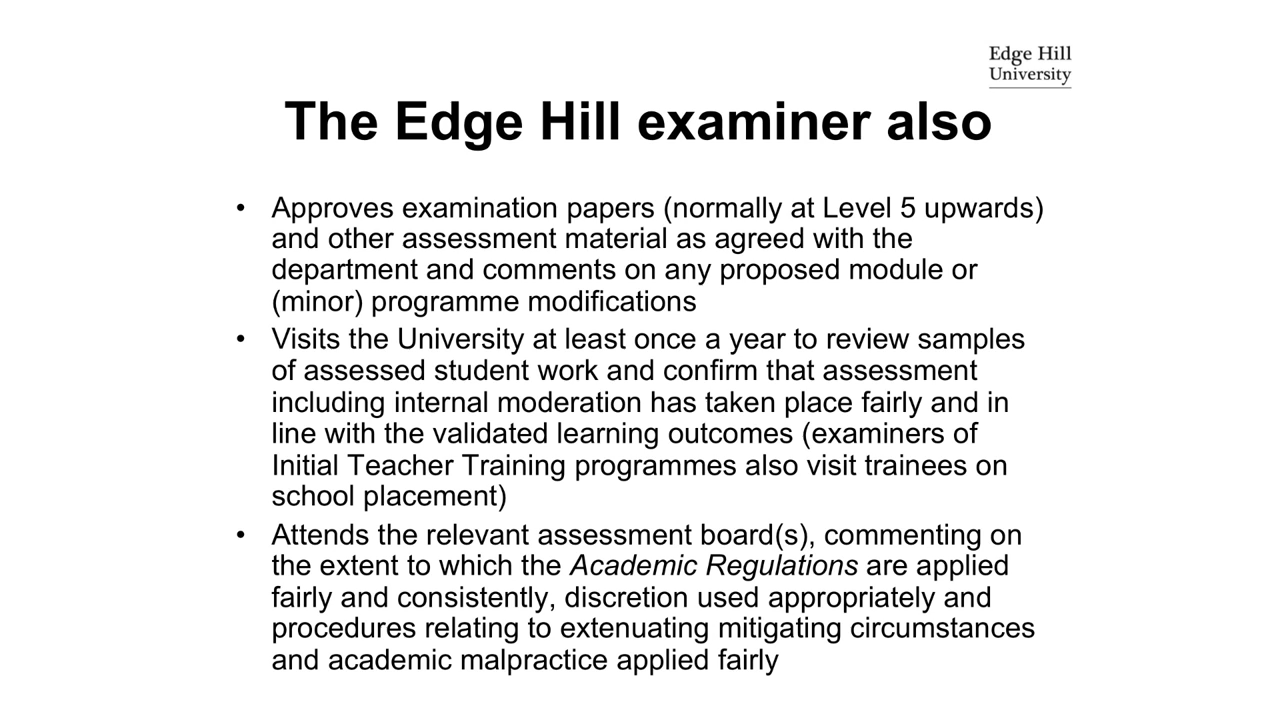 Edge Hill
University
The Edge Hill examiner also
• Approves examination papers (normally at Level 5 upwards)
and other assessment material as agreed with the
department and comments on any proposed module or
(minor) programme modifications
• Visits the University at least once a year to review samples
of assessed student work and confirm that assessment
including internal moderation has taken place fairly and in
line with the validated learning outcomes (examiners of
Initial Teacher Training programmes also visit trainees on
school placement)
• Attends the relevant assessment board(s), commenting on
the extent to which the Academic Regulations are applied
fairly and consistently, discretion used appropriately and
procedures relating to extenuating mitigating circumstances
and academic malpractice applied fairly